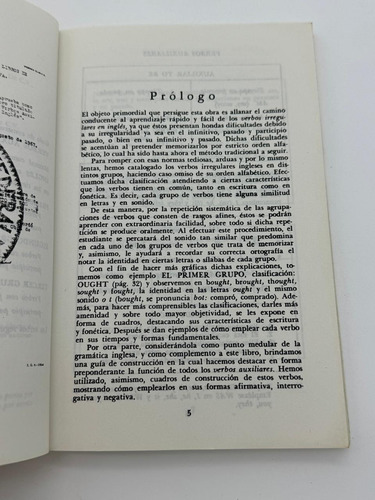 Prólogo
El objeto primordial que persigue esta obra es allanar el camino
conducente al aprendizaje rápido y fácil de los verbos irregu-
lares en inglés, ya que éstos presentan hondas dificultades debido
a su irregularidad ya sea en el infinitivo, pasado y participio
pasado, o bien en su infinitivo y pasado. Dichas dificultades
se acentúan al pretender memorizarlos por estricto orden alfa-
bético, lo cual ha sido hasta ahora el método tradicional a seguir.
Para romper con esas normas tediosas, arduas y por lo mismo
lentas, hemos catalogado los verbos irregulares ingleses en dis-
tintos grupos, haciendo caso omiso de su orden alfabético. Efec-
tuamos dicha clasificación atendiendo a ciertas características
que los verbos tienen en común, tanto en escritura como en foné-
tica. Es decir, cada grupo de verbos tiene alguna similitud
en letras y en sonido.
De esta manera, por la repetición sistemática de las agrupa-
ciones de verbos que consten de rasgos afines, éstos se podrán
aprender con extraordinaria facilidad, sobre todo si dicha repe-
tición se produce oralmente. Al efectuar este procedimiento, el
estudiante se percatará del sonido tan similar que predomina
en cada uno de los grupos de verbos que trata de memorizar
y, asimismo, le ayudará a recordar su correcta ortografía el
notará la identidad en ciertas letras o sílabas de cada grupo.
Con el fin de hacer más gráficas dichas explicaciones, to-
memos como ejemplo EL PRIMER GRUPO, clasificación:
OUGHT (pág. 32) y observemos en bought, brought, thought,
sought y fought, la identidad en las letras ought y el mismo
sonido o t (bought, se pronuncia bot: compró, comprado). Ade-
más, para hacer más comprensibles las clasificaciones, darles más
amenidad y sobre todo mayor objetividad, se les expone en
forma de cuadros, destacando sus características de escritura
y fonética. Después se dan ejemplos de cómo emplear cada verbo
en sus tiempos y formas fundamentales.
Por otra parte, considerándola como punto medular de la
gramática inglesa, y como complemento a este libro, brindamos
una guía de construcción en la cual hacemos destacar en forma
preponderante la función de todos los verbos auxiliares. Hemos
utilizado, asimismo, cuadros de construcción de estos verbos,
mostrando cómo emplearlos en sus formas afirmativa, interro-
gativa y negativa.
5